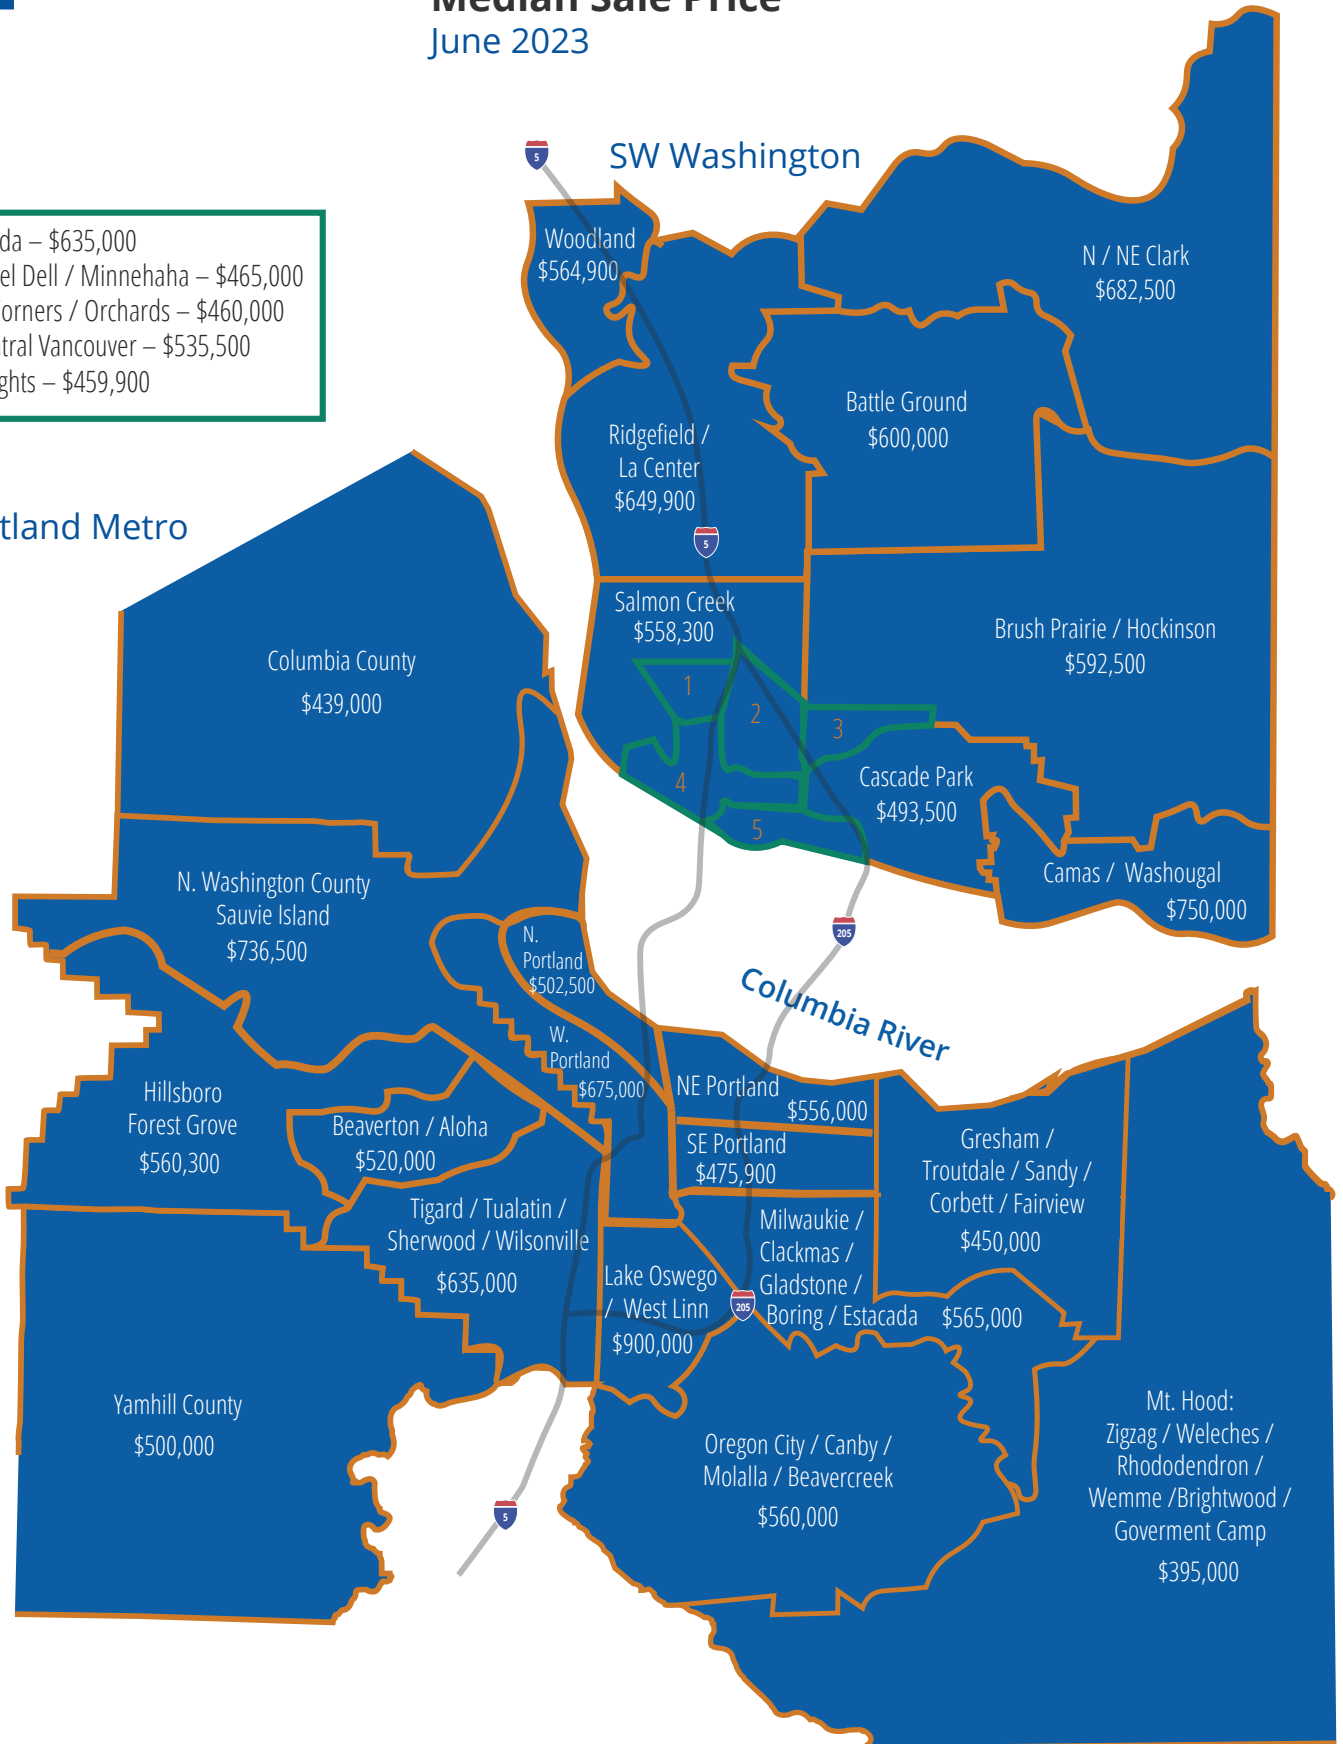 Median Sale Price
June 2023
SW Washington
da – $635,000
el Dell / Minnehaha – $465,000
orners / Orchards – $460,000
tral Vancouver – $535,500
ghts – $459,900
5
Woodland
$564,900
N / NE Clark
$682,500
Battle Ground
$600,000
Ridgefield /
La Center
$649,900
5
tland Metro
Salmon Creek
$558,300
Brush Prairie / Hockinson
$592,500
Columbia County
$439,000
1
2
3
4
5
Cascade Park
$493,500
Camas / Washougal
$750,000
N. Washington County
Sauvie Island
$736,500
N.
Portland
$502,500
205
Columbia River
W.
Portland
$675,000
NE Portland
$556,000
SE Portland
$475,900
Hillsboro
Forest Grove
$560,300
Beaverton / Aloha
$520,000
Gresham /
Troutdale / Sandy /
Corbett / Fairview
$450,000
Tigard / Tualatin /
Sherwood / Wilsonville
$635,000
Milwaukie /
Clackmas /
Gladstone /
Boring / Estacada $565,000
Lake Oswego
/ West Linn
$900,000
205
Yamhill County
$500,000
Oregon City / Canby /
Molalla / Beavercreek
$560,000
Mt. Hood:
Zigzag / Weleches /
Rhododendron /
Wemme /Brightwood /
Goverment Camp
$395,000
5